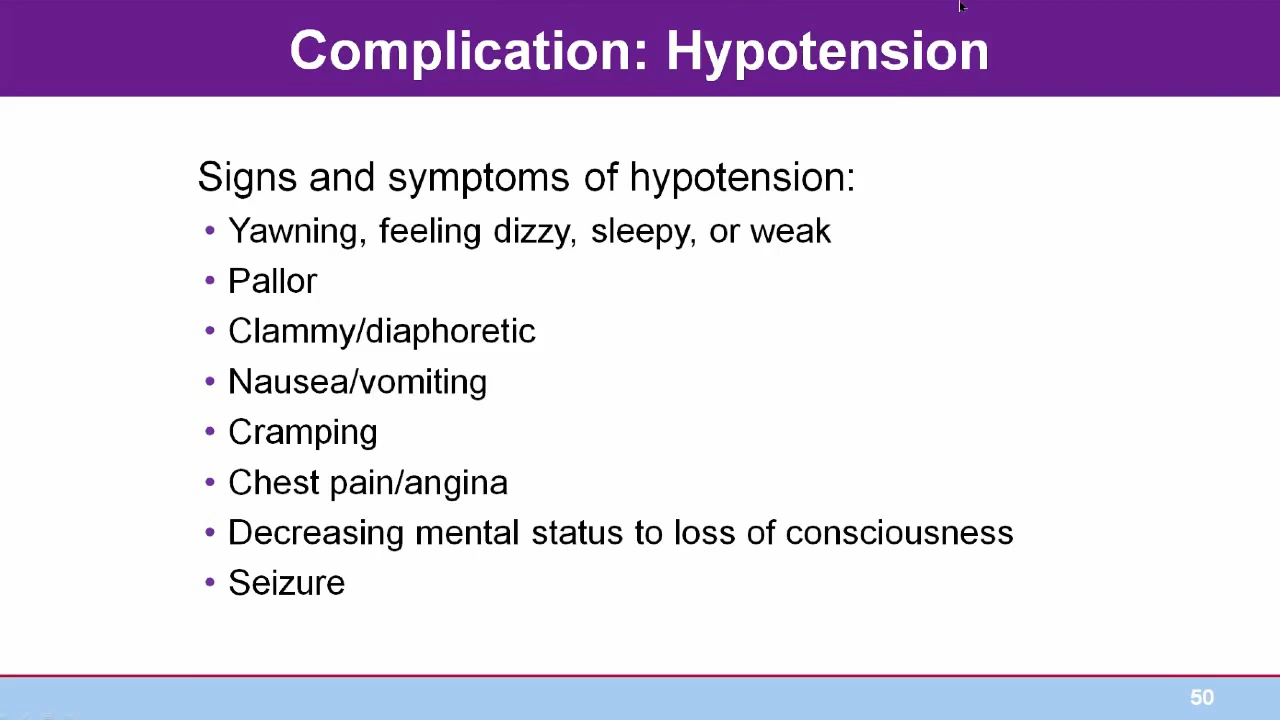 Complication: Hypotension
Signs and symptoms of hypotension:
• Yawning, feeling dizzy, sleepy, or weak
• Pallor
• Clammy/diaphoretic
• Nausea/vomiting
• Cramping
• Chest pain/angina
• Decreasing mental status to loss of consciousness
• Seizure
50